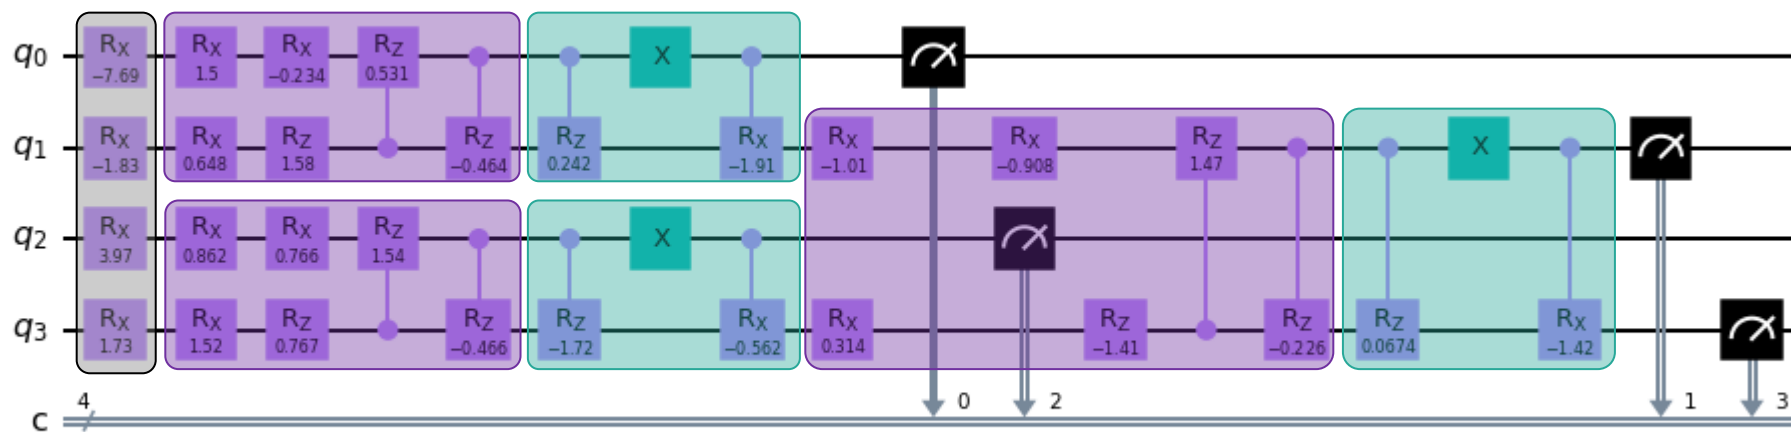 q0 RX −7.69 RX 1.5 RX −0.234 RZ 0.531 X
q1 RX −1.83 RX 0.648 RZ 1.58 RZ −0.464 RZ 0.242 RX −1.91 RX −1.01 RX −0.908 RZ 1.47 X
q2 RX 3.97 RX 0.862 RX 0.766 RZ 1.54 X
q3 RX 1.73 RX 1.52 RZ 0.767 RZ −0.466 RZ −1.72 RX −0.562 RX 0.314 RZ −1.41 RZ −0.226 RZ 0.0674 RX −1.42
4 0 2 1 3
c